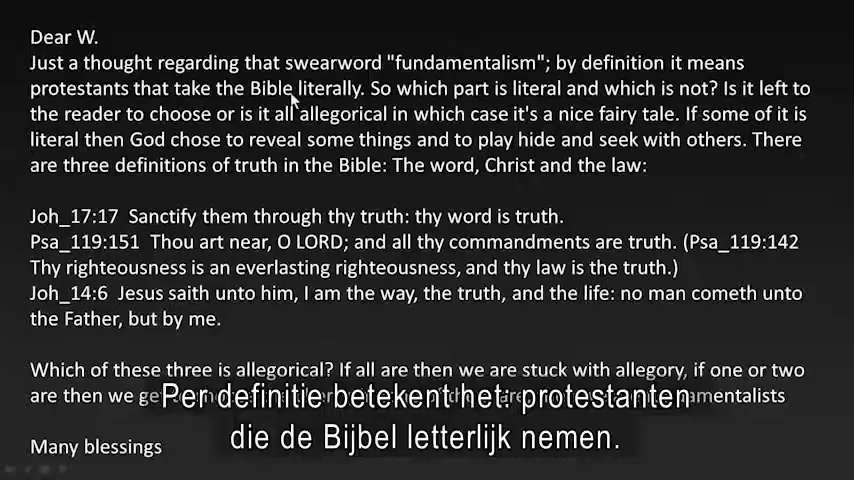 Dear W.
Just a thought regarding that swearword "fundamentalism"; by definition it means
protestants that take the Bible literally. So which part is literal and which is not? Is it left to
the reader to choose or is it all allegorical in which case it's a nice fairy tale. If some of it is
literal then God chose to reveal some things and to play hide and seek with others. There
are three definitions of truth in the Bible: The word, Christ and the law:
Joh_17:17 Sanctify them through thy truth: thy word is truth.
Psa_119:151 Thou art near, O LORD; and all thy commandments are truth. (Psa_119:142
Thy righteousness is an everlasting righteousness, and thy law is the truth.)
Joh_14:6 Jesus saith unto him, I am the way, the truth, and the life: no man cometh unto
the Father, but by me.
Which of these three is allegorical? If all are then we are stuck with allegory, if one or two
are then we
Per definitie betekent het: protestanten
die de Bijbel letterlijk nemen.
Many blessings